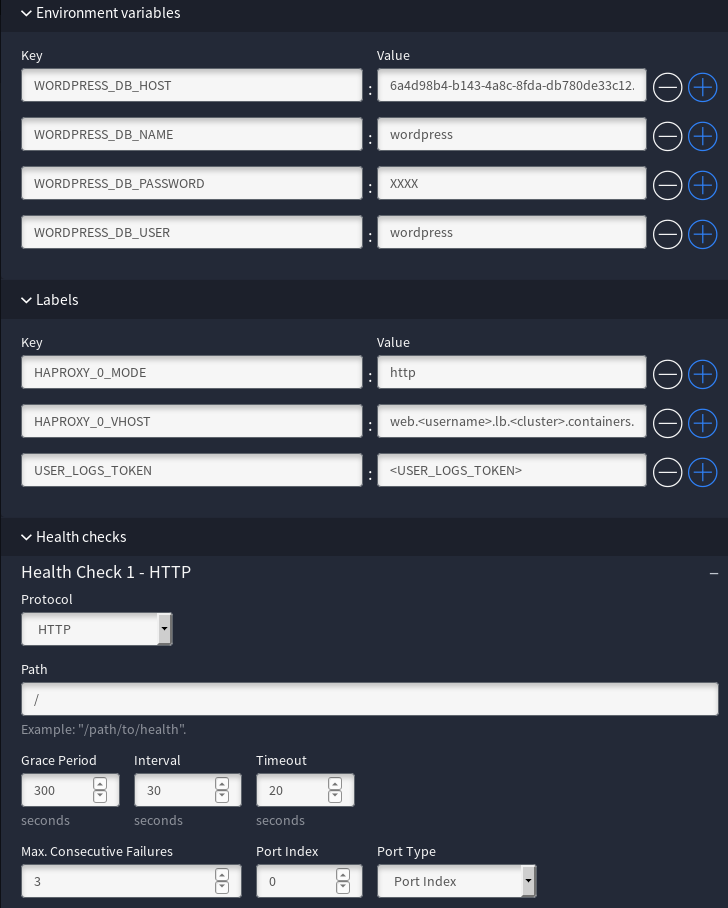 Environment variables
Key Value
WORDPRESS_DB_HOST : 6a4d98b4-b143-4a8c-8fda-db780de33c12.
WORDPRESS_DB_NAME : wordpress
WORDPRESS_DB_PASSWORD : XXXX
WORDPRESS_DB_USER : wordpress
Labels
Key Value
HAPROXY_0_MODE : http
HAPROXY_0_VHOST : web.<username>.lb.<cluster>.containers.
USER_LOGS_TOKEN : <USER_LOGS_TOKEN>
Health checks
Health Check 1 - HTTP
Protocol
HTTP
Path
/
Example: "/path/to/health".
Grace Period Interval Timeout
300 30 20
seconds seconds seconds
Max. Consecutive Failures Port Index Port Type
3 0 Port Index